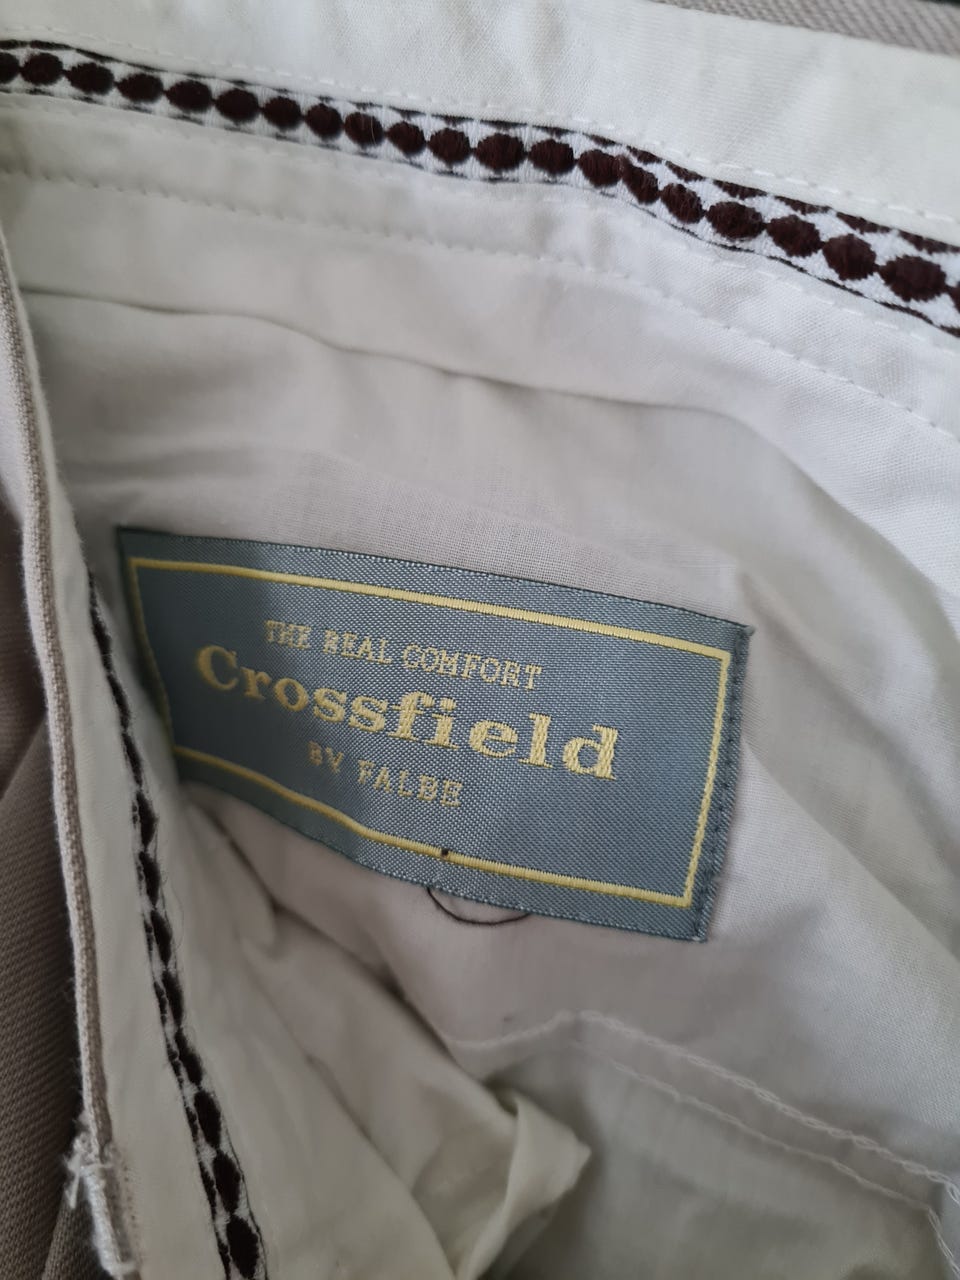 THE REAL COMFORT
Crossfield
BY FALBE